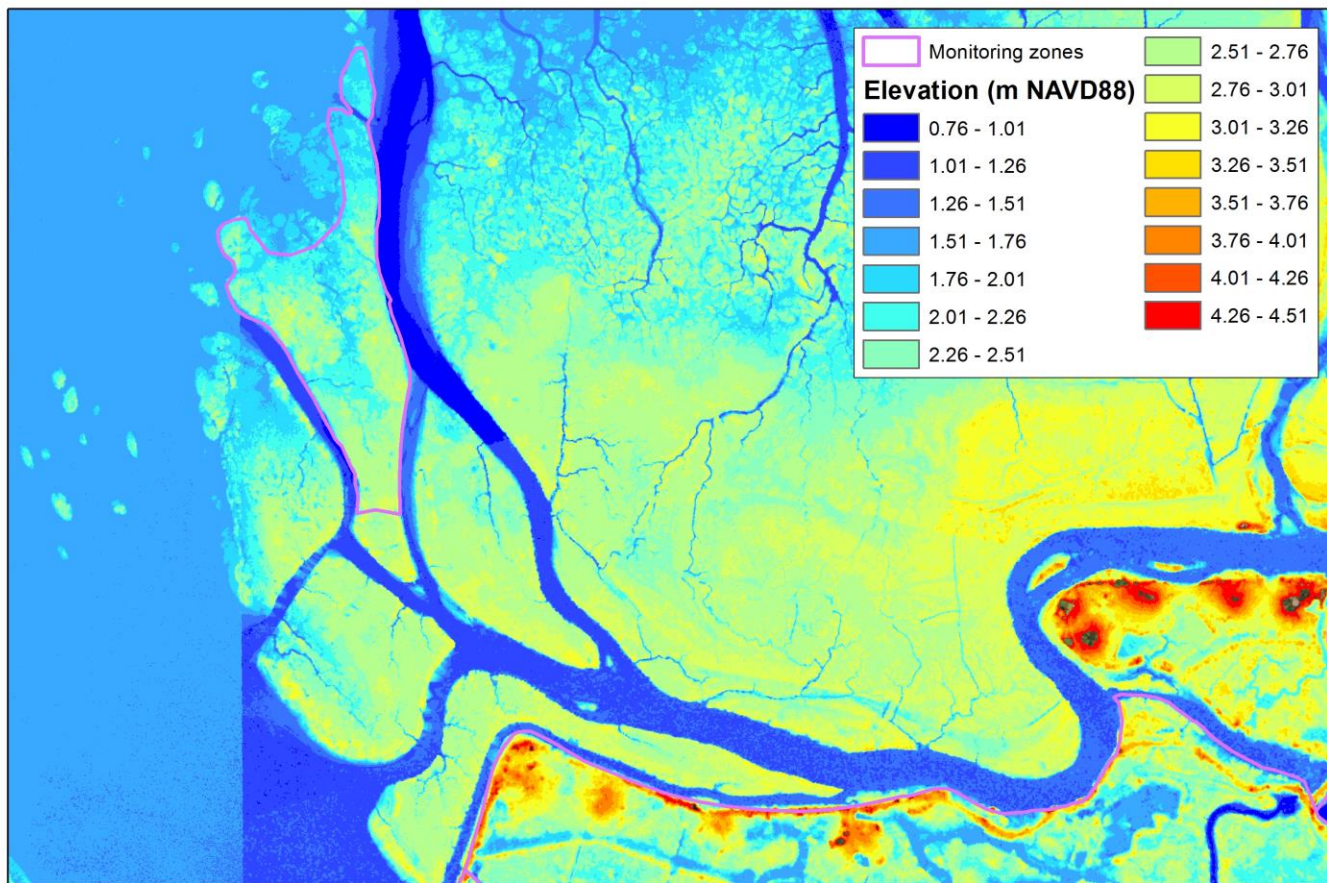 Monitoring zones
Elevation (m NAVD88)
0.76 - 1.01
1.01 - 1.26
1.26 - 1.51
1.51 - 1.76
1.76 - 2.01
2.01 - 2.26
2.26 - 2.51
2.51 - 2.76
2.76 - 3.01
3.01 - 3.26
3.26 - 3.51
3.51 - 3.76
3.76 - 4.01
4.01 - 4.26
4.26 - 4.51